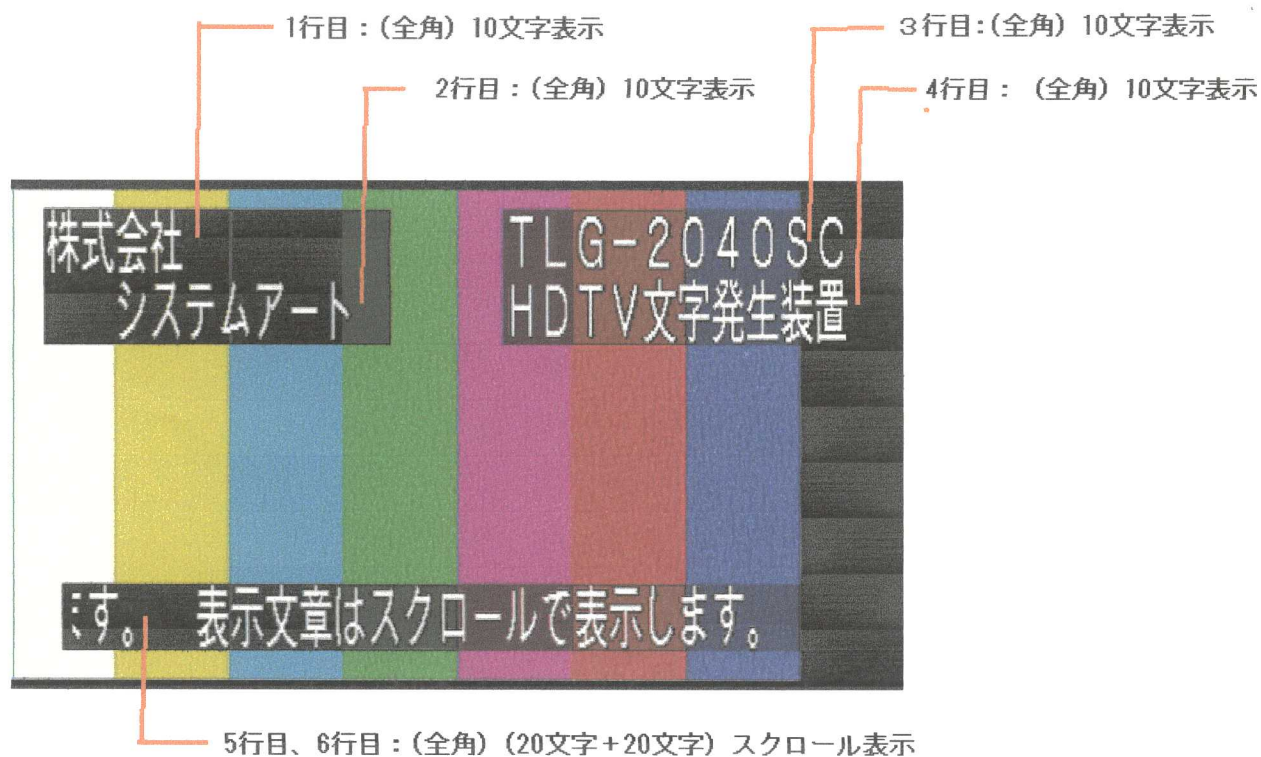 1行目：(全角) 10文字表示
３行目：(全角) 10文字表示
2行目：(全角) 10文字表示
4行目： (全角) 10文字表示
株式会社
システムアート
ＴＬＧ－２０４０ＳＣ
ＨＤＴＶ文字発生装置
す。　表示文章はスクロールで表示します。
5行目、6行目：(全角) (20文字＋20文字) スクロール表示